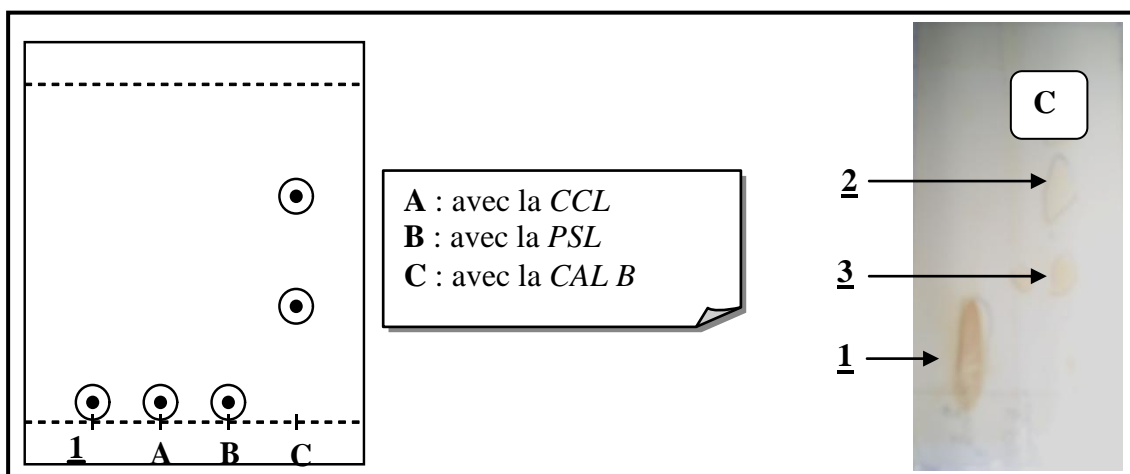 1 A B C
A : avec la CCL
B : avec la PSL
C : avec la CAL B
C
2
3
1